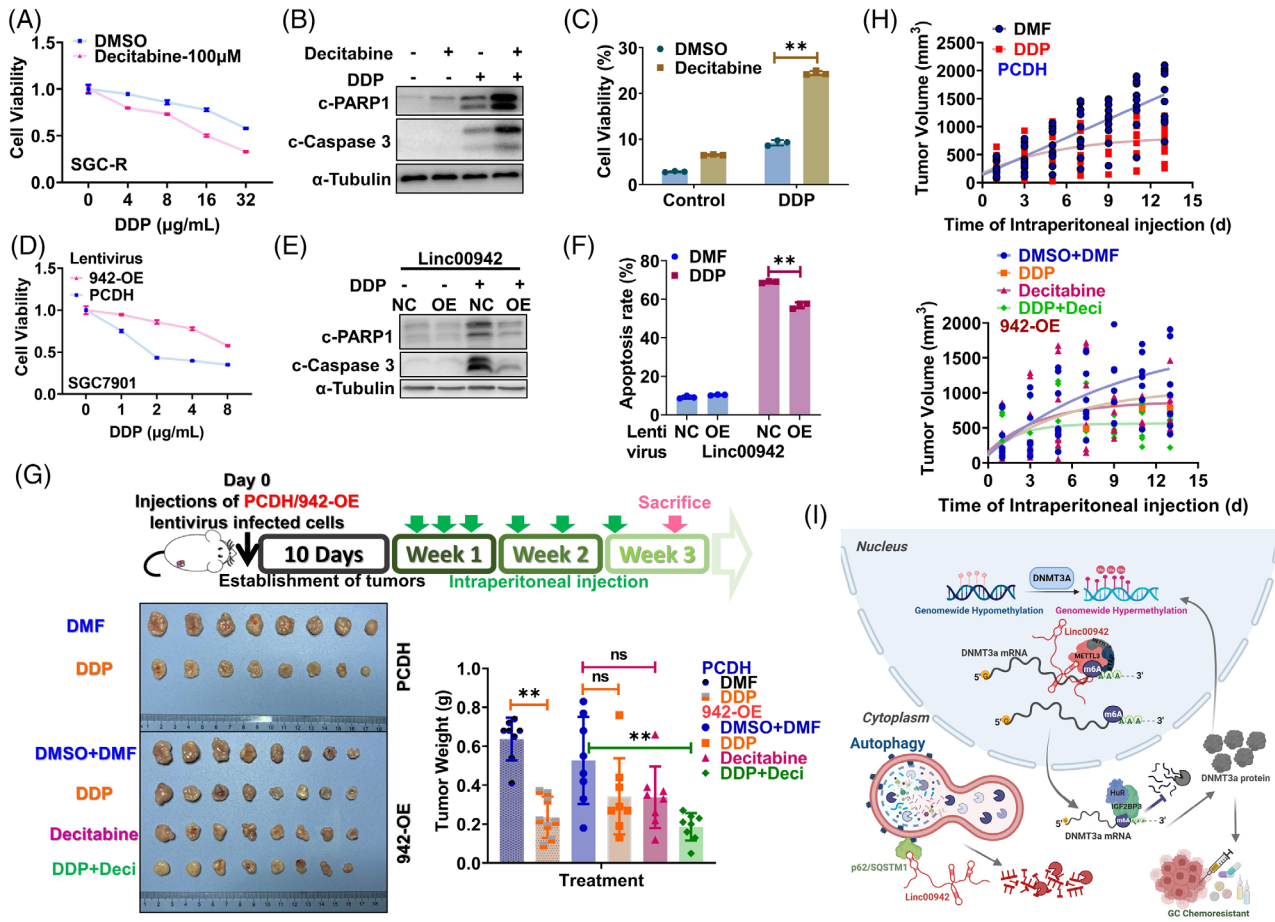 (A)
Cell Viability
1.5
1.0
0.5
0.0
DMSO
Decitabine-100μM
SGC-R
0 4 8 16 32
DDP (μg/mL)
(B)
Decitabine - + - +
DDP - - + +
c-PARP1
c-Caspase 3
α-Tubulin
(C)
Cell Viability (%)
30%
20%
10%
0%
DMSO
Decitabine
**
Control DDP
(D)
Cell Viability
1.5
1.0
0.5
0.0
Lentivirus
942-OE
PCDH
SGC7901
0 1 2 4 8
DDP (μg/mL)
(E)
Linc00942
DDP - - + +
NC OE NC OE
c-PARP1
c-Caspase 3
α-Tubulin
(F)
Apoptosis rate (%)
80
60
40
20
0
DMF
DDP
**
Lenti
virus
NC OE NC OE
Linc00942
(G)
Day 0
Injections of PCDH/942-OE
lentivirus infected cells
10 Days
Week 1
Week 2
Week 3
Sacrifice
Establishment of tumors
Intraperitoneal injection
DMF
DDP
PCDH
DMSO+DMF
DDP
Decitabine
DDP+Deci
942-OE
Tumor Weight (g)
1.0
0.8
0.6
0.4
0.2
0.0
**
ns
ns
**
Treatment
PCDH
DMF
DDP
942-OE
DMSO+DMF
DDP
Decitabine
DDP+Deci
(H)
DMF
DDP
PCDH
Tumor Volume (mm³)
2500
2000
1500
1000
500
0
0 3 6 9 12 15
Time of Intraperitoneal injection (d)
DMSO+DMF
DDP
Decitabine
DDP+Deci
942-OE
Tumor Volume (mm³)
2000
1500
1000
500
0
0 3 6 9 12 15
Time of Intraperitoneal injection (d)
(I)
Nucleus
DNMT3A
Genomewide Hypomethylation
Genomewide Hypermethylation
Linc00942
DNMT3a mRNA
METTL3
m6A
5' G
A A A
3'
5' G
m6A
A A
3'
Cytoplasm
Autophagy
p62/SQSTM1
Linc00942
HuR
IGF2BP3
m6A
5'
3'
DNMT3a mRNA
DNMT3a protein
GC Chemoresistant